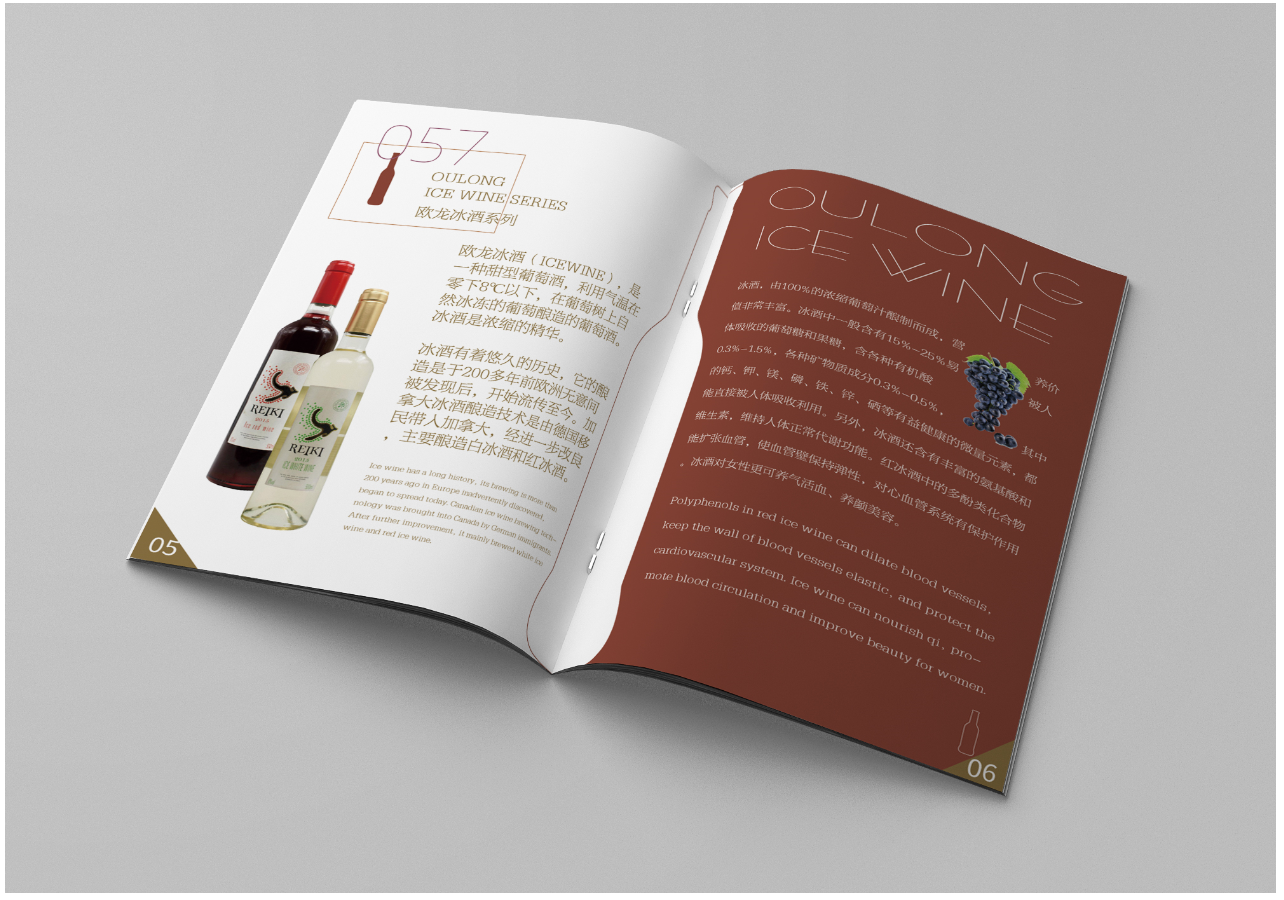 057
OULONG
ICE WINE SERIES
欧龙冰酒系列
欧龙冰酒（ICEWINE），是
一种甜型葡萄酒，利用气温在
零下8℃以下，在葡萄树上自
然冰冻的葡萄酿造的葡萄酒。
冰酒是浓缩的精华。
冰酒有着悠久的历史，它的酿
造是于200多年前欧洲无意间
被发现后，开始流传至今。加
拿大冰酒酿造技术是由德国移
民带入加拿大，经进一步改良
，主要酿造白冰酒和红冰酒。
Ice wine has a long history, its brewing is more than
200 years ago in Europe inadvertently discovered,
began to spread today. Canadian ice wine brewing tech-
nology was brought into Canada by German immigrants.
After further improvement, it mainly brewed white ice
wine and red ice wine.
REIKI
2015
Ice red wine
REIKI
2015
ICE WHITE WINE
05
OULONG
ICE WINE
冰酒，由100%的浓缩葡萄汁酿制而成，营
养价
值非常丰富。冰酒中一般含有15%-25%易
被人
体吸收的葡萄糖和果糖，含各种有机酸
0.3%-1.5%，各种矿物质成分0.3%-0.5%，
其中
的钙、钾、镁、磷、铁、锌、硒等有益健康的微量元素，都
能直接被人体吸收利用。另外，冰酒还含有丰富的氨基酸和
维生素，维持人体正常代谢功能。红冰酒中的多酚类化合物
能扩张血管，使血管壁保持弹性，对心血管系统有保护作用
。冰酒对女性更可养气活血、养颜美容。
Polyphenols in red ice wine can dilate blood vessels,
keep the wall of blood vessels elastic, and protect the
cardiovascular system. Ice wine can nourish qi, pro-
mote blood circulation and improve beauty for women.
06